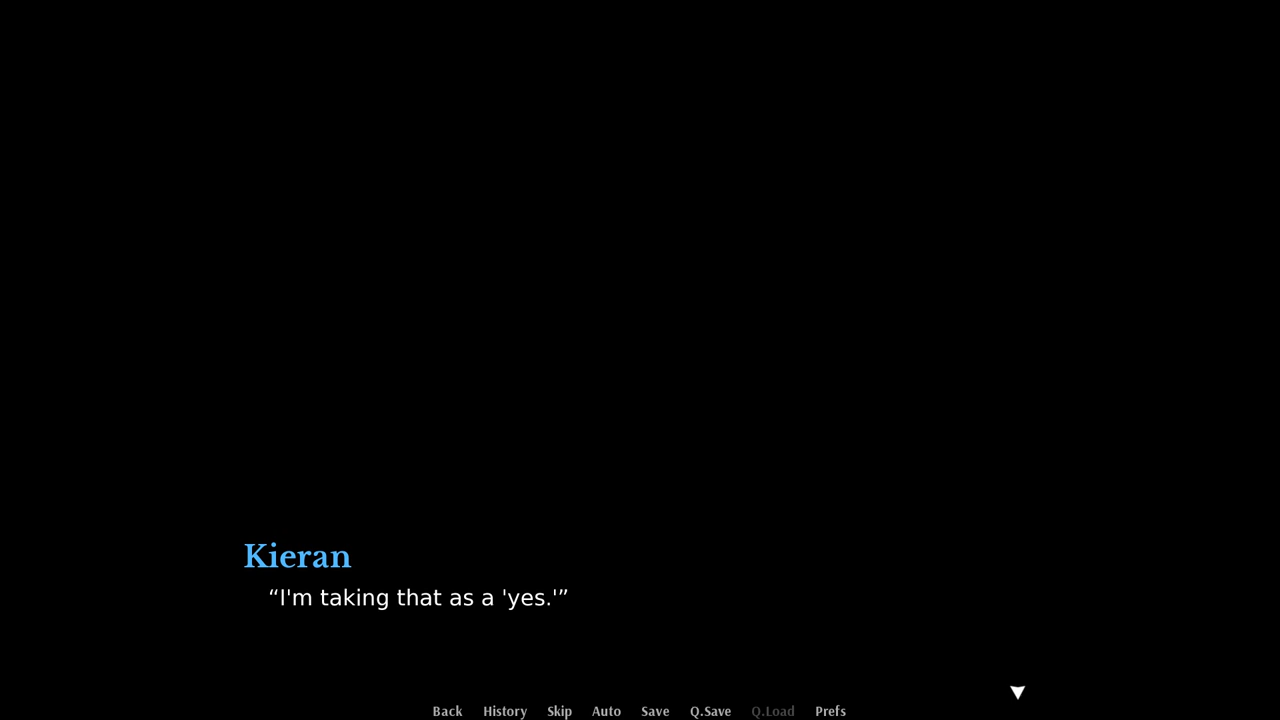 Kieran
“I'm taking that as a 'yes.'”
Back History Skip Auto Save Q.Save Q.Load Prefs